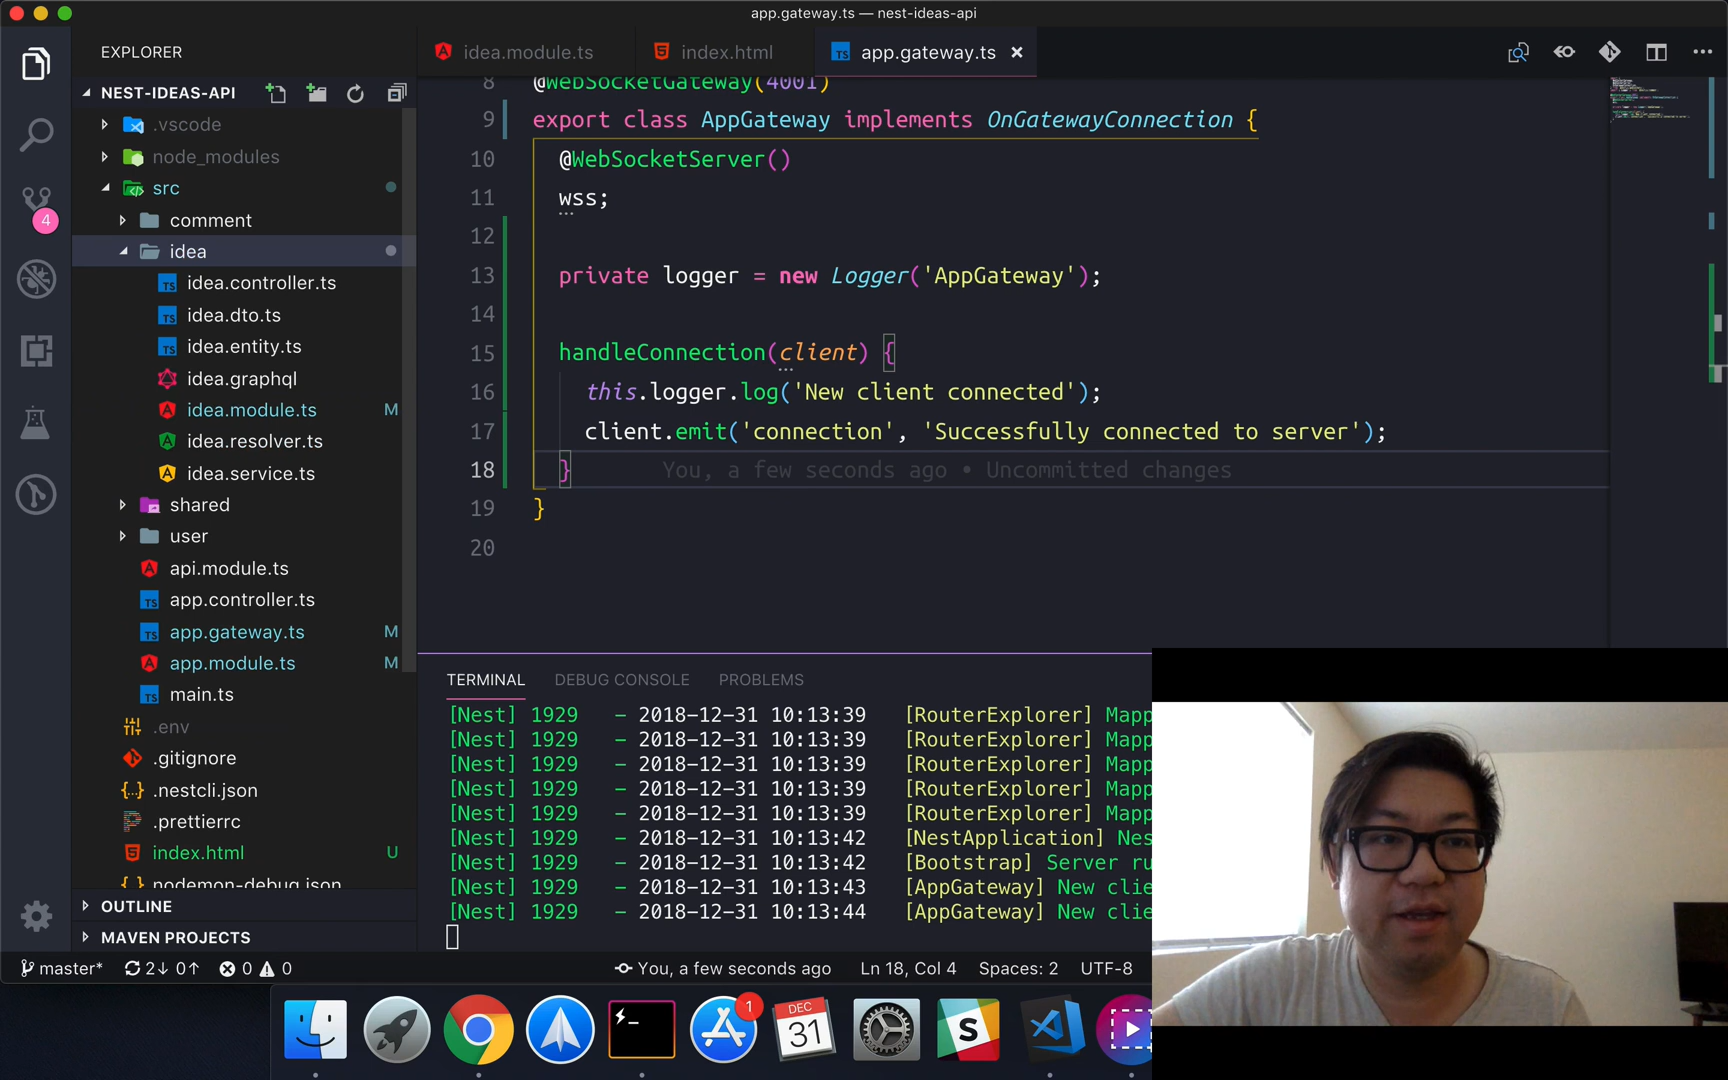 app.gateway.ts — nest-ideas-api
EXPLORER
idea.module.ts
index.html
app.gateway.ts
NEST-IDEAS-API
.vscode
node_modules
src
comment
idea
idea.controller.ts
idea.dto.ts
idea.entity.ts
idea.graphql
idea.module.ts M
idea.resolver.ts
idea.service.ts
shared
user
api.module.ts
app.controller.ts
app.gateway.ts M
app.module.ts M
main.ts
.env
.gitignore
.nestcli.json
.prettierrc
index.html U
nodemon-debug.json
OUTLINE
MAVEN PROJECTS
4
8 @WebSocketGateway(4001)
9 export class AppGateway implements OnGatewayConnection {
10 @WebSocketServer()
11 wss;
12
13 private logger = new Logger('AppGateway');
14
15 handleConnection(client) {
16 this.logger.log('New client connected');
17 client.emit('connection', 'Successfully connected to server');
18 } You, a few seconds ago • Uncommitted changes
19 }
20
TERMINAL DEBUG CONSOLE PROBLEMS
[Nest] 1929 - 2018-12-31 10:13:39 [RouterExplorer] Mapp
[Nest] 1929 - 2018-12-31 10:13:39 [RouterExplorer] Mapp
[Nest] 1929 - 2018-12-31 10:13:39 [RouterExplorer] Mapp
[Nest] 1929 - 2018-12-31 10:13:39 [RouterExplorer] Mapp
[Nest] 1929 - 2018-12-31 10:13:39 [RouterExplorer] Mapp
[Nest] 1929 - 2018-12-31 10:13:42 [NestApplication] Nes
[Nest] 1929 - 2018-12-31 10:13:42 [Bootstrap] Server ru
[Nest] 1929 - 2018-12-31 10:13:43 [AppGateway] New clie
[Nest] 1929 - 2018-12-31 10:13:44 [AppGateway] New clie
master* 2↓ 0↑ 0 0 You, a few seconds ago Ln 18, Col 4 Spaces: 2 UTF-8
1
DEC
31
S